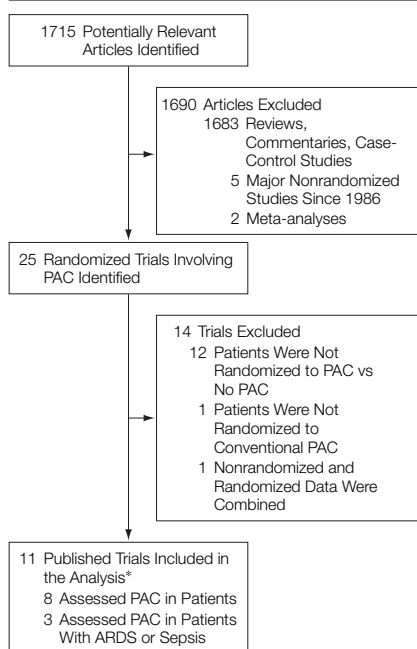 1715 Potentially Relevant
Articles Identified
1690 Articles Excluded
1683 Reviews,
Commentaries, Case-
Control Studies
5 Major Nonrandomized
Studies Since 1986
2 Meta-analyses
25 Randomized Trials Involving
PAC Identified
14 Trials Excluded
12 Patients Were Not
Randomized to PAC vs
No PAC
1 Patients Were Not
Randomized to
Conventional PAC
1 Nonrandomized and
Randomized Data Were
Combined
11 Published Trials Included in
the Analysis*
8 Assessed PAC in Patients
3 Assessed PAC in Patients
With ARDS or Sepsis